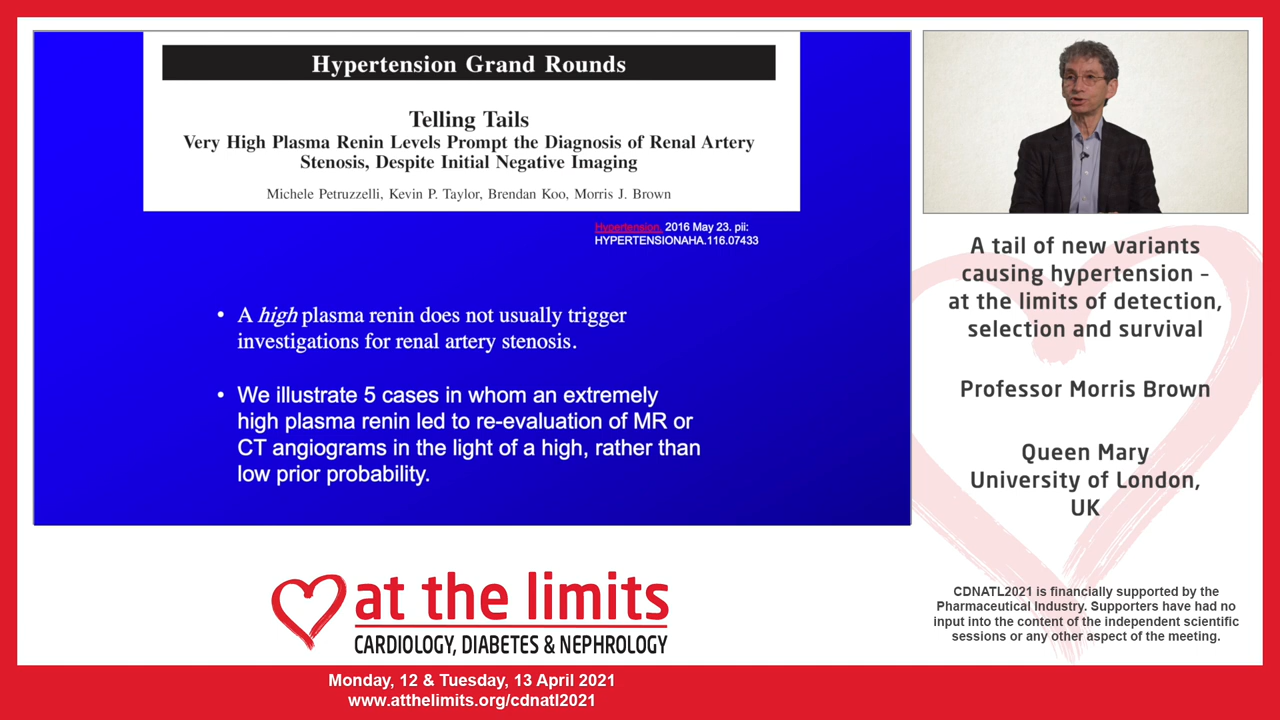 Hypertension Grand Rounds
Telling Tails
Very High Plasma Renin Levels Prompt the Diagnosis of Renal Artery
Stenosis, Despite Initial Negative Imaging
Michele Petruzzelli, Kevin P. Taylor, Brendan Koo, Morris J. Brown
Hypertension. 2016 May 23. pii:
HYPERTENSIONAHA.116.07433
• A high plasma renin does not usually trigger
investigations for renal artery stenosis.
• We illustrate 5 cases in whom an extremely
high plasma renin led to re-evaluation of MR or
CT angiograms in the light of a high, rather than
low prior probability.
A tail of new variants
causing hypertension –
at the limits of detection,
selection and survival
Professor Morris Brown
Queen Mary
University of London,
UK
CDNATL2021 is financially supported by the
Pharmaceutical Industry. Supporters have had no
input into the content of the independent scientific
sessions or any other aspect of the meeting.
at the limits
CARDIOLOGY, DIABETES & NEPHROLOGY
Monday, 12 & Tuesday, 13 April 2021
www.atthelimits.org/cdnatl2021